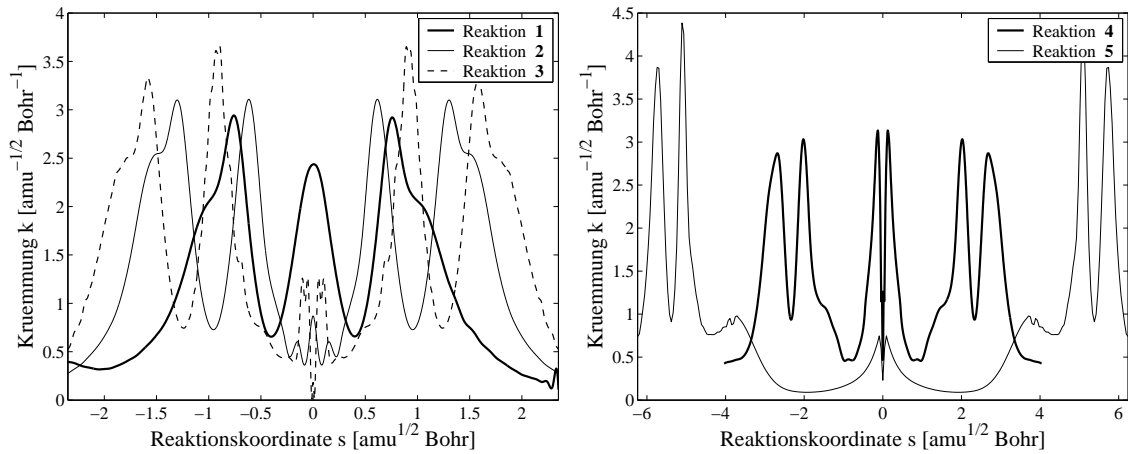 4
3.5
3
2.5
2
1.5
1
0.5
0
Kruemmung k [amu^{-1/2} Bohr^{-1}]
Reaktion 1
Reaktion 2
Reaktion 3
−2 −1.5 −1 −0.5 0 0.5 1 1.5 2
Reaktionskoordinate s [amu^{1/2} Bohr]
4.5
4
3.5
3
2.5
2
1.5
1
0.5
0
Kruemmung k [amu^{-1/2} Bohr^{-1}]
Reaktion 4
Reaktion 5
−6 −4 −2 0 2 4 6
Reaktionskoordinate s [amu^{1/2} Bohr]